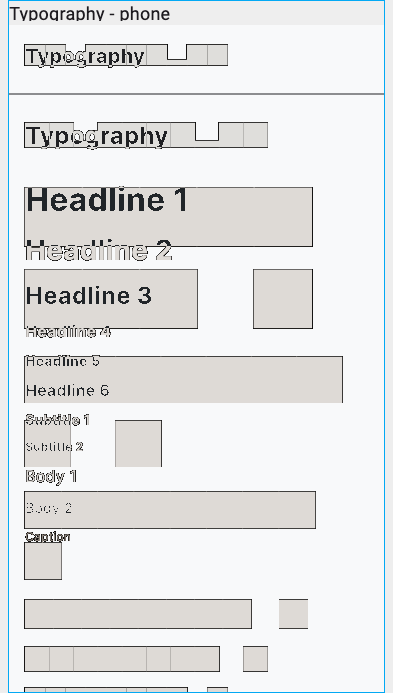 Typography - phone
Typography
Typography
Headline 1
Headline 2
Headline 3
Headline 4
Headline 5
Headline 6
Subtitle 1
Subtitle 2
Body 1
Body 2
Caption